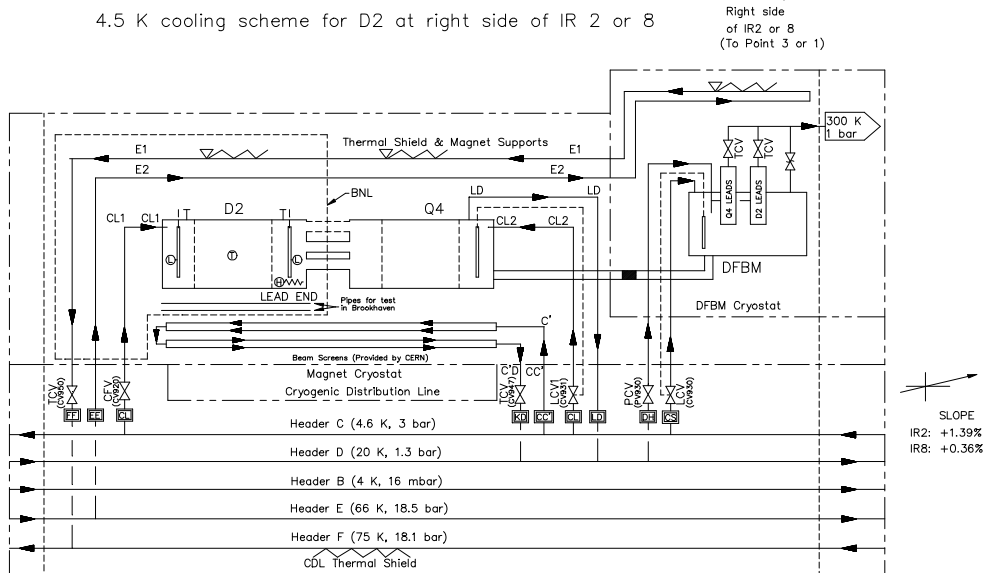 4.5 K cooling scheme for D2 at right side of IR 2 or 8
Right side
of IR2 or 8
(To Point 3 or 1)
300 K
1 bar
TCV
TCV
Thermal Shield & Magnet Supports
E1
E1
E2
E2
BNL
LD
LD
Q4 LEADS
D2 LEADS
D2
Q4
CL1
CL1
T
T
CL2
CL2
L
T
L
H
DFBM
LEAD END
Pipes for test
in Brookhaven
DFBM Cryostat
C'
Beam Screens (Provided by CERN)
Magnet Cryostat
C'D
CC'
Cryogenic Distribution Line
TCV
(CV950)
CFV
(CV920)
TCV
(CV947)
LCV1
(CV931)
PCV
(PV930)
LCV
(CV930)
FF
EE
CL
KD
CC'
CL
LD
DH
CS
SLOPE
IR2: +1.39%
IR8: +0.36%
Header C (4.6 K, 3 bar)
Header D (20 K, 1.3 bar)
Header B (4 K, 16 mbar)
Header E (66 K, 18.5 bar)
Header F (75 K, 18.1 bar)
CDL Thermal Shield